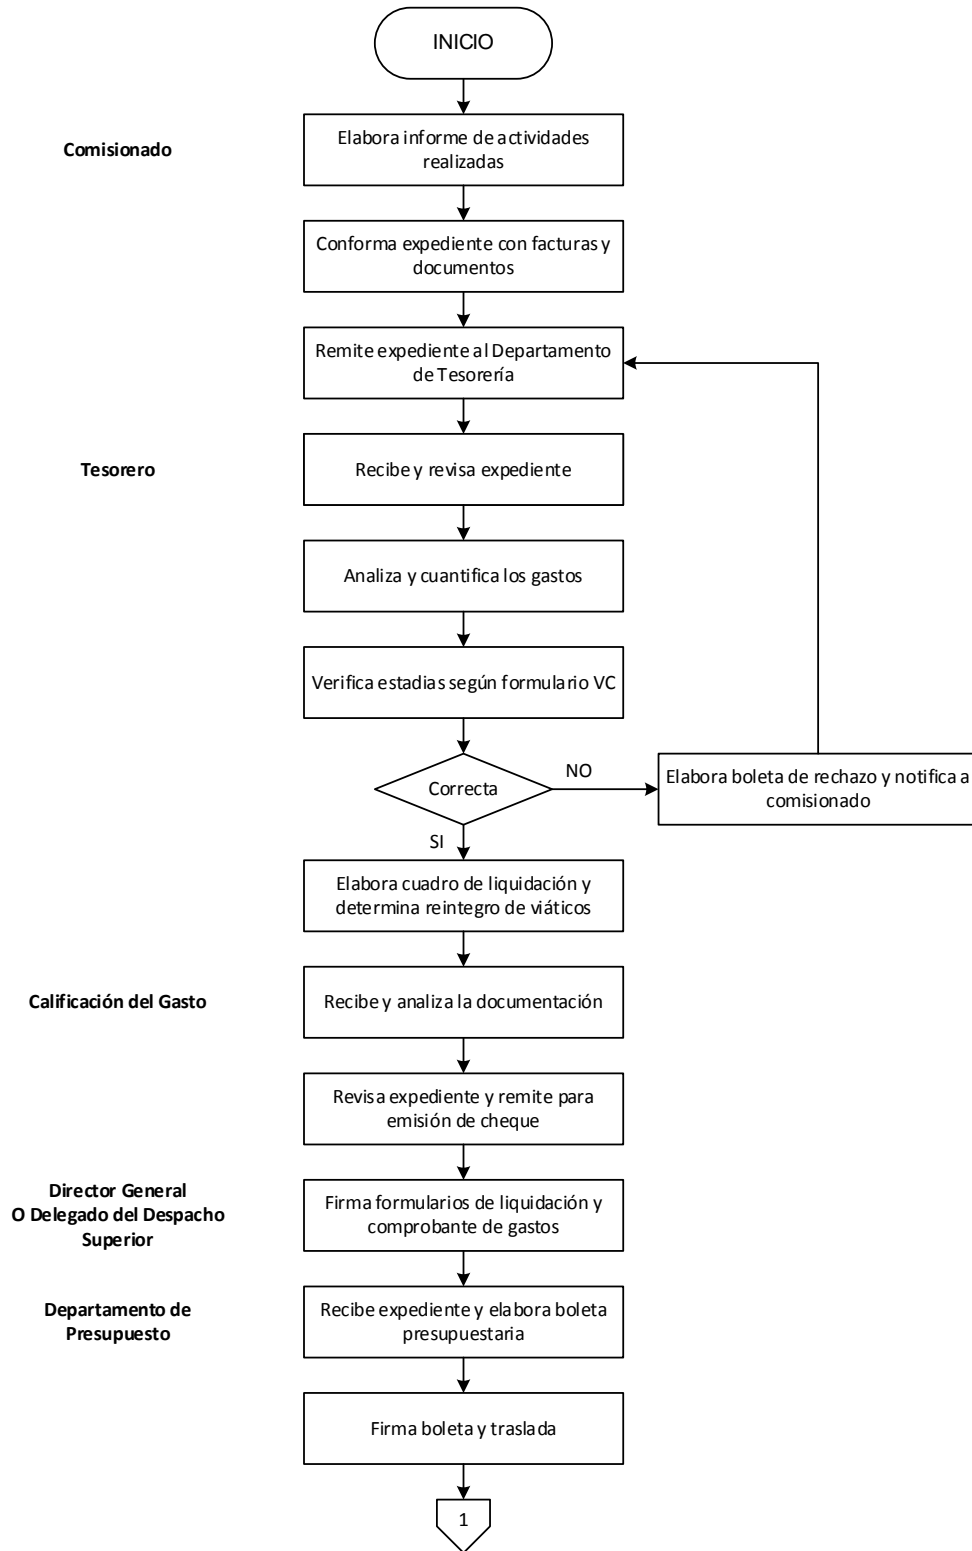 INICIO
Comisionado
Elabora informe de actividades
realizadas
Conforma expediente con facturas y
documentos
Remite expediente al Departamento
de Tesorería
Tesorero
Recibe y revisa expediente
Analiza y cuantifica los gastos
Verifica estadias según formulario VC
Correcta
NO
Elabora boleta de rechazo y notifica a
comisionado
SI
Elabora cuadro de liquidación y
determina reintegro de viáticos
Calificación del Gasto
Recibe y analiza la documentación
Revisa expediente y remite para
emisión de cheque
Director General
O Delegado del Despacho
Superior
Firma formularios de liquidación y
comprobante de gastos
Departamento de
Presupuesto
Recibe expediente y elabora boleta
presupuestaria
Firma boleta y traslada
1